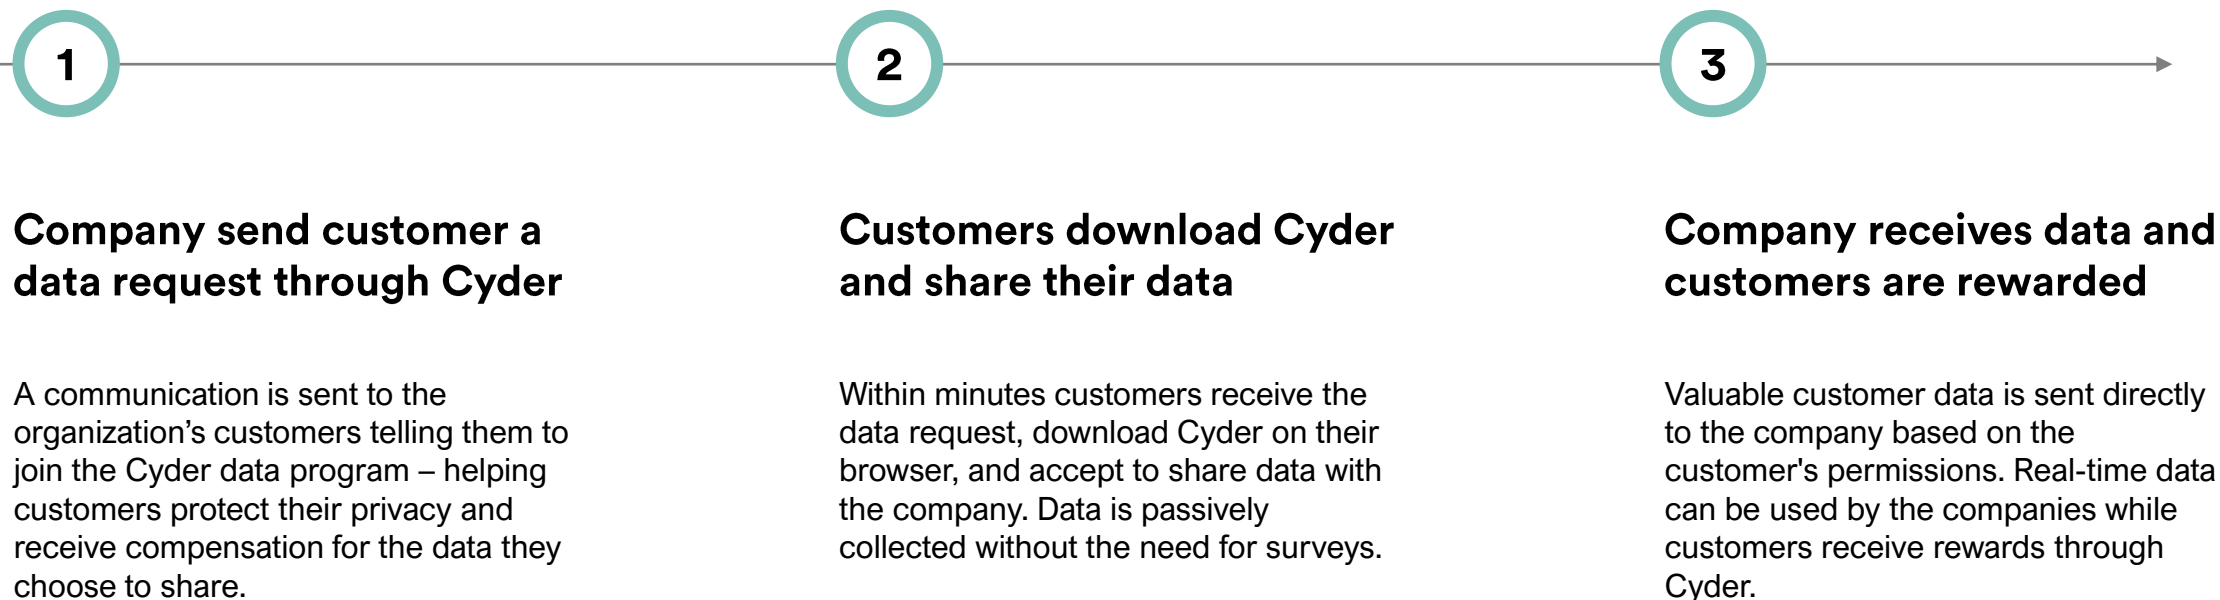 1
2
3
Company send customer a
data request through Cyder
A communication is sent to the
organization’s customers telling them to
join the Cyder data program – helping
customers protect their privacy and
receive compensation for the data they
choose to share.
Customers download Cyder
and share their data
Within minutes customers receive the
data request, download Cyder on their
browser, and accept to share data with
the company. Data is passively
collected without the need for surveys.
Company receives data and
customers are rewarded
Valuable customer data is sent directly
to the company based on the
customer's permissions. Real-time data
can be used by the companies while
customers receive rewards through
Cyder.